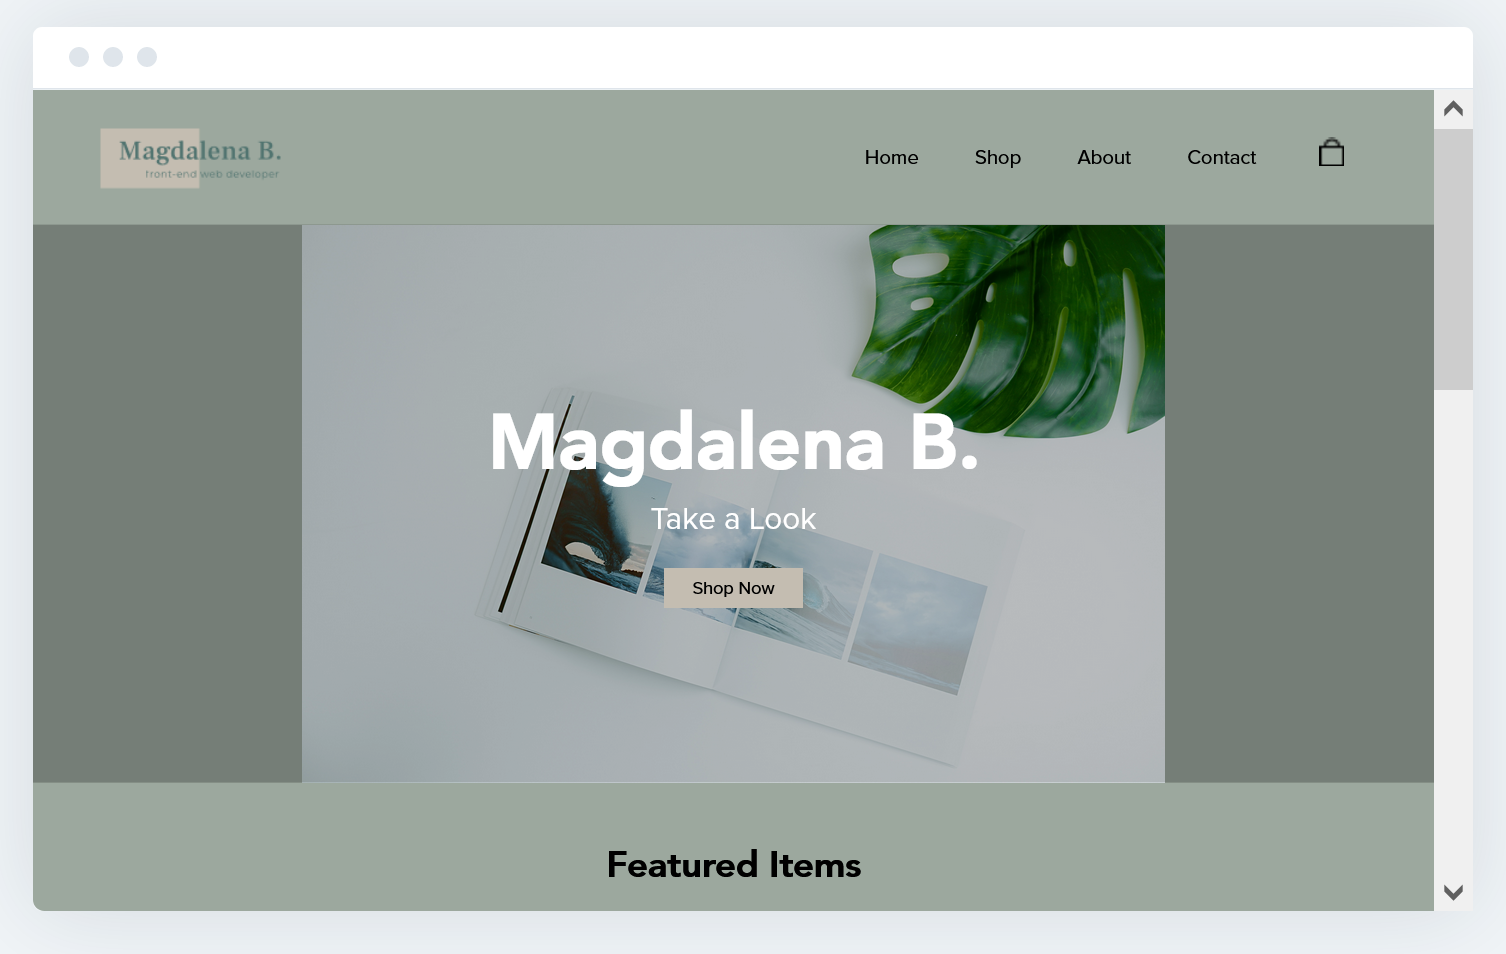 Magdalena B.
front-end web developer
Home Shop About Contact
Magdalena B.
Take a Look
Shop Now
Featured Items